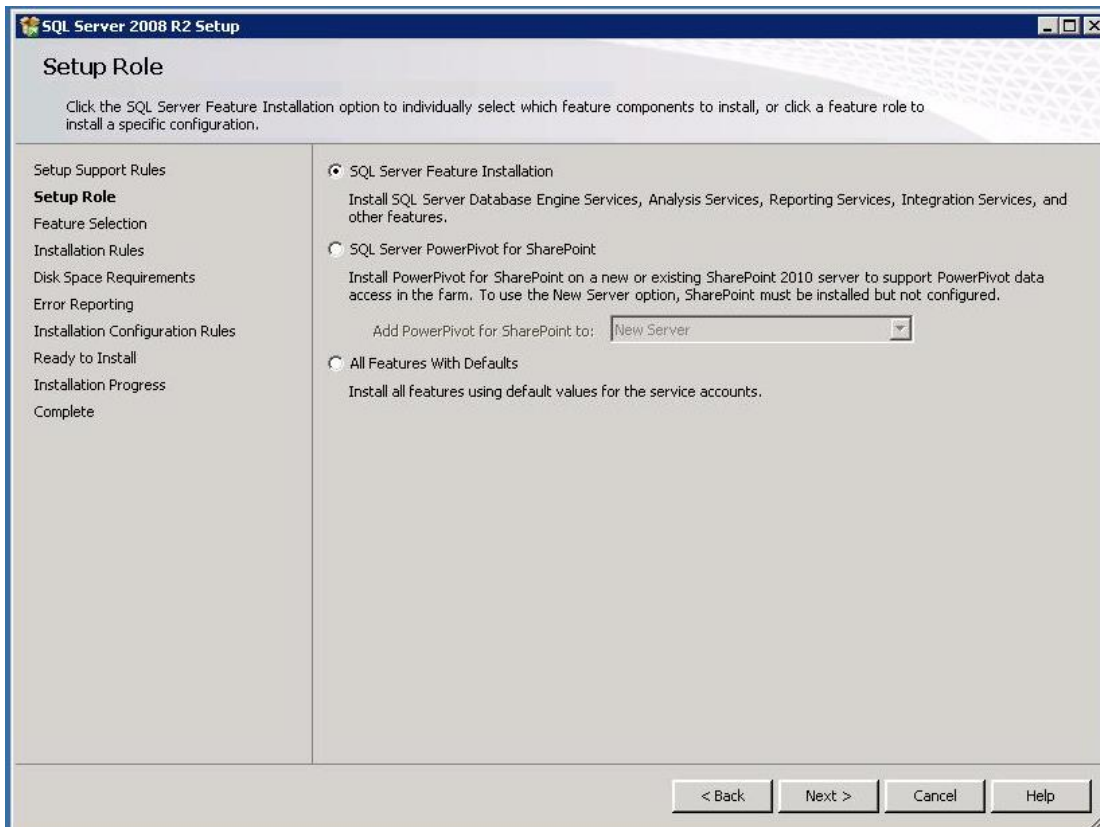 SQL Server 2008 R2 Setup
Setup Role
Click the SQL Server Feature Installation option to individually select which feature components to install, or click a feature role to
install a specific configuration.
Setup Support Rules
Setup Role
Feature Selection
Installation Rules
Disk Space Requirements
Error Reporting
Installation Configuration Rules
Ready to Install
Installation Progress
Complete
SQL Server Feature Installation
Install SQL Server Database Engine Services, Analysis Services, Reporting Services, Integration Services, and
other features.
SQL Server PowerPivot for SharePoint
Install PowerPivot for SharePoint on a new or existing SharePoint 2010 server to support PowerPivot data
access in the farm. To use the New Server option, SharePoint must be installed but not configured.
Add PowerPivot for SharePoint to: New Server
All Features With Defaults
Install all features using default values for the service accounts.
< Back Next > Cancel Help